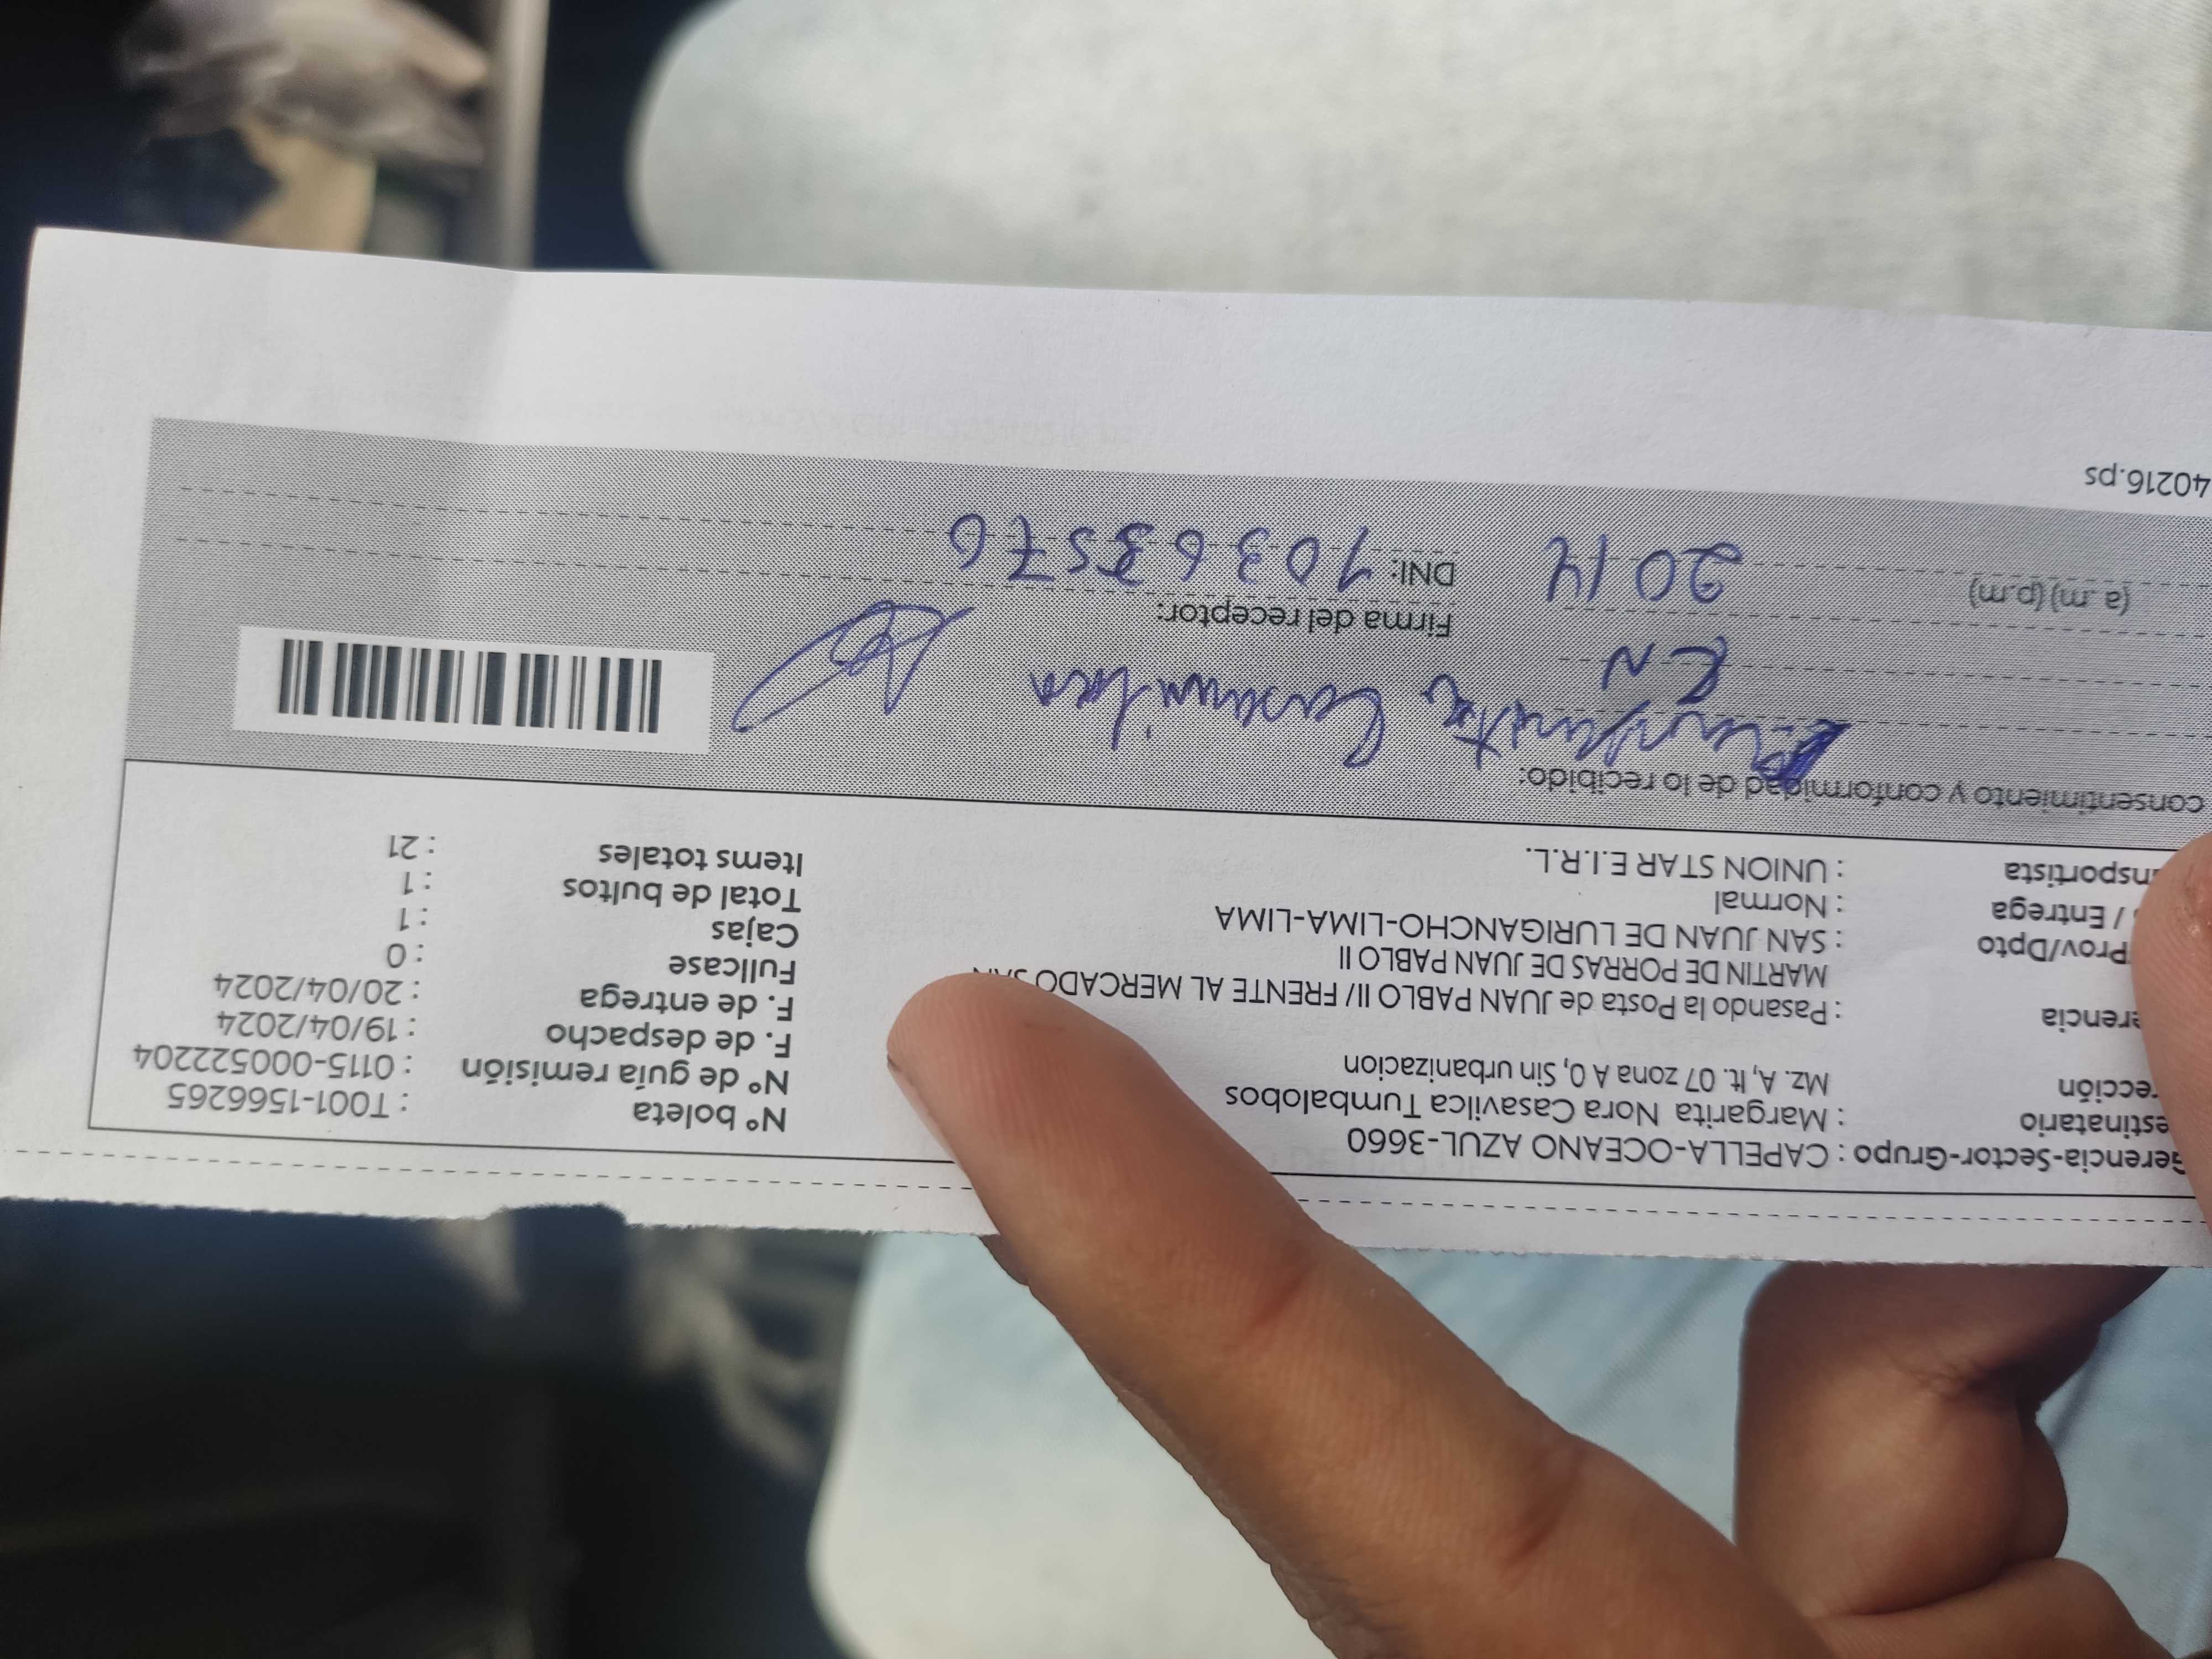 Gerencia-Sector-Grupo : CAPELLA-OCEANO AZUL-3660
estinatario : Margarita Nora Casavilca Tumbalobos
rección Mz. A, lt. 07 zona A 0, Sin urbanizacion
erencia : Pasando la Posta de JUAN PABLO II/ FRENTE AL MERCADO SAN
MARTIN DE PORRAS DE JUAN PABLO II
Prov/Dpto : SAN JUAN DE LURIGANCHO-LIMA-LIMA
/ Entrega : Normal
nsportista : UNION STAR E.I.R.L.
Nº boleta : T001-1566265
Nº de guía remisión : 0115-000522204
F. de despacho : 19/04/2024
F. de entrega : 20/04/2024
Fullcase : 0
Cajas : 1
Total de bultos : 1
Items totales : 21
consentimiento y conformidad de lo recibido:
Firma del receptor:
(a.m) (p.m) 2014 DNI:
40216.ps